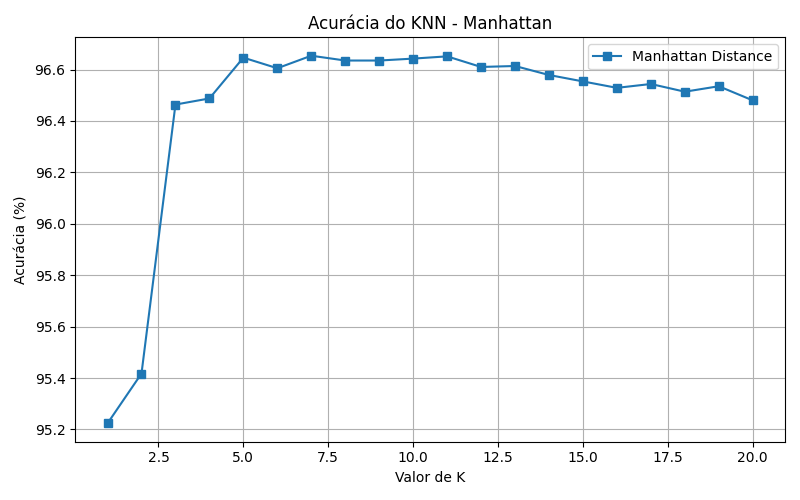 Acurácia do KNN - Manhattan
Manhattan Distance
Acurácia (%)
96.6
96.4
96.2
96.0
95.8
95.6
95.4
95.2
2.5 5.0 7.5 10.0 12.5 15.0 17.5 20.0
Valor de K